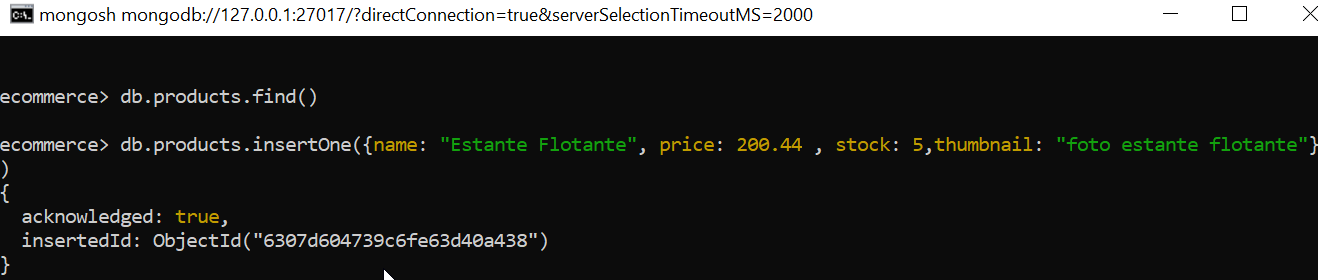 mongosh mongodb://127.0.0.1:27017/?directConnection=true&serverSelectionTimeoutMS=2000
ecommerce> db.products.find()
ecommerce> db.products.insertOne({name: "Estante Flotante", price: 200.44 , stock: 5,thumbnail: "foto estante flotante"}
)
{
  acknowledged: true,
  insertedId: ObjectId("6307d604739c6fe63d40a438")
}